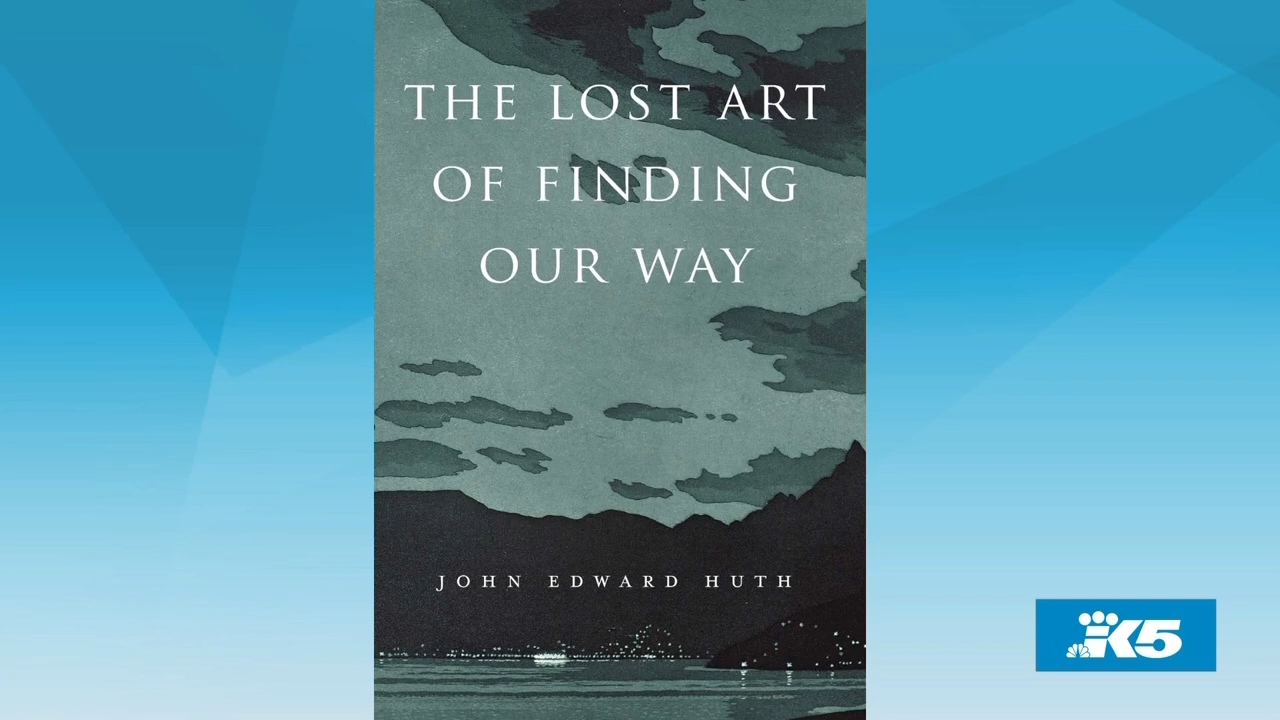 THE LOST ART
OF FINDING
OUR WAY
JOHN EDWARD HUTH
K5